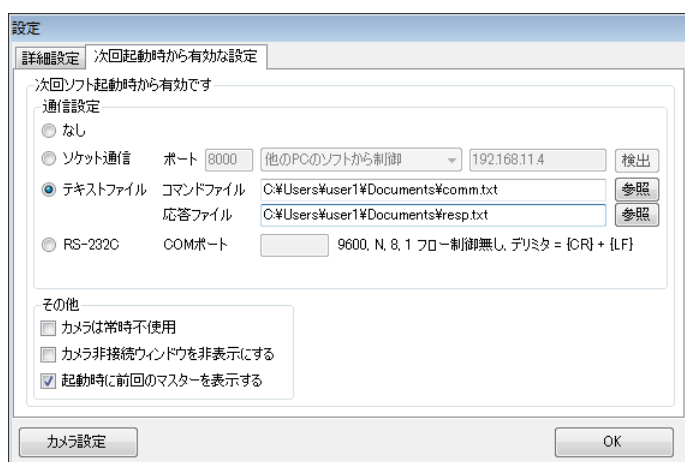 設定
詳細設定 次回起動時から有効な設定
次回ソフト起動時から有効です
通信設定
なし
ソケット通信 ポート 8000 他のPCのソフトから制御 192.168.11.4 検出
テキストファイル コマンドファイル C:¥Users¥user1¥Documents¥comm.txt 参照
応答ファイル C:¥Users¥user1¥Documents¥resp.txt 参照
RS-232C COMポート 9600, N, 8, 1 フロー制御無し, デリミタ = {CR} + {LF}
その他
カメラは常時不使用
カメラ非接続ウィンドウを非表示にする
起動時に前回のマスターを表示する
カメラ設定 OK